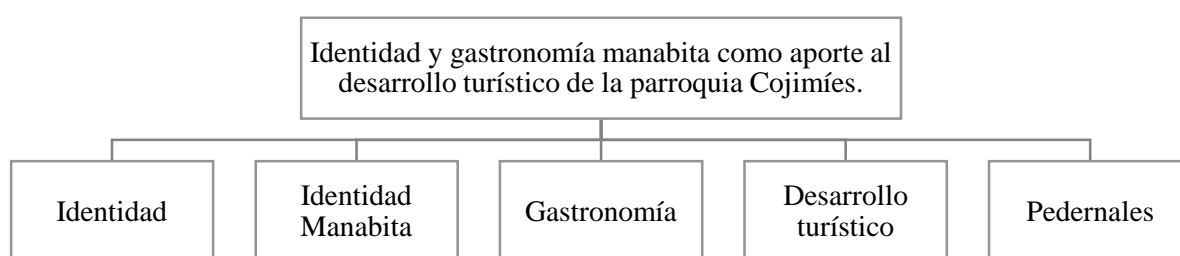 Identidad y gastronomía manabita como aporte al
desarrollo turístico de la parroquia Cojimíes.
Identidad
Identidad
Manabita
Gastronomía
Desarrollo
turístico
Pedernales